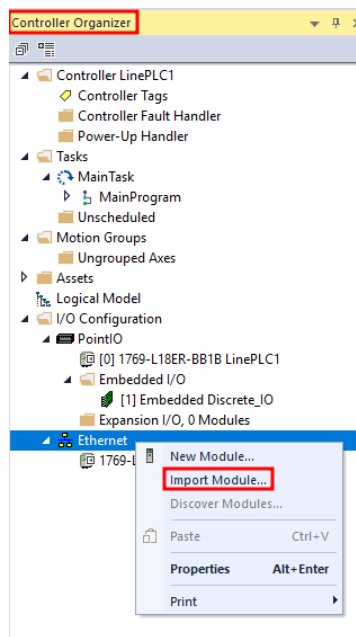 Controller Organizer
Controller LinePLC1
Controller Tags
Controller Fault Handler
Power-Up Handler
Tasks
MainTask
MainProgram
Unscheduled
Motion Groups
Ungrouped Axes
Assets
Logical Model
I/O Configuration
PointIO
[0] 1769-L18ER-BB1B LinePLC1
Embedded I/O
[1] Embedded Discrete_IO
Expansion I/O, 0 Modules
Ethernet
1769-L
New Module...
Import Module...
Discover Modules...
Paste Ctrl+V
Properties Alt+Enter
Print